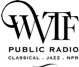 WVTF
PUBLIC RADIO
CLASSICAL . JAZZ . NPR